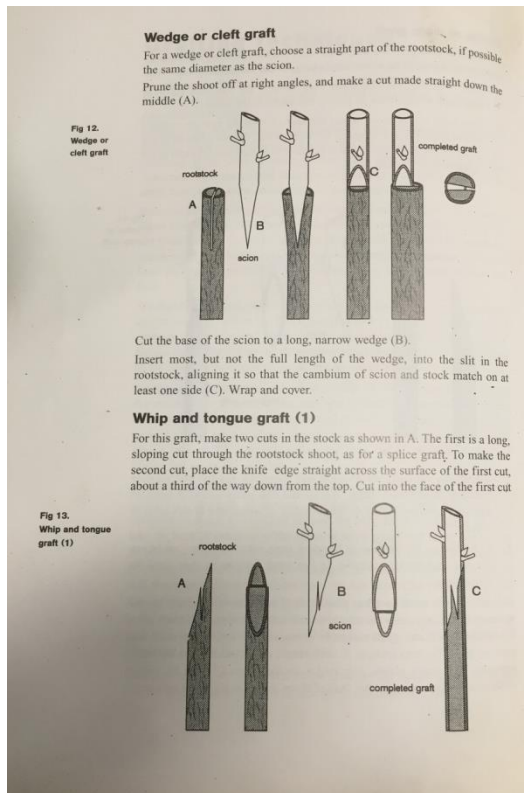 Wedge or cleft graft
For a wedge or cleft graft, choose a straight part of the rootstock, if possible
the same diameter as the scion.
Prune the shoot off at right angles, and make a cut made straight down the
middle (A).
Fig 12.
Wedge or
cleft graft
rootstock
A
B
scion
C
completed graft
Cut the base of the scion to a long, narrow wedge (B).
Insert most, but not the full length of the wedge, into the slit in the
rootstock, aligning it so that the cambium of scion and stock match on at
least one side (C). Wrap and cover.
Whip and tongue graft (1)
For this graft, make two cuts in the stock as shown in A. The first is a long,
sloping cut through the rootstock shoot, as for a splice graft. To make the
second cut, place the knife edge straight across the surface of the first cut,
about a third of the way down from the top. Cut into the face of the first cut
Fig 13.
Whip and tongue
graft (1)
rootstock
A
B
scion
C
completed graft